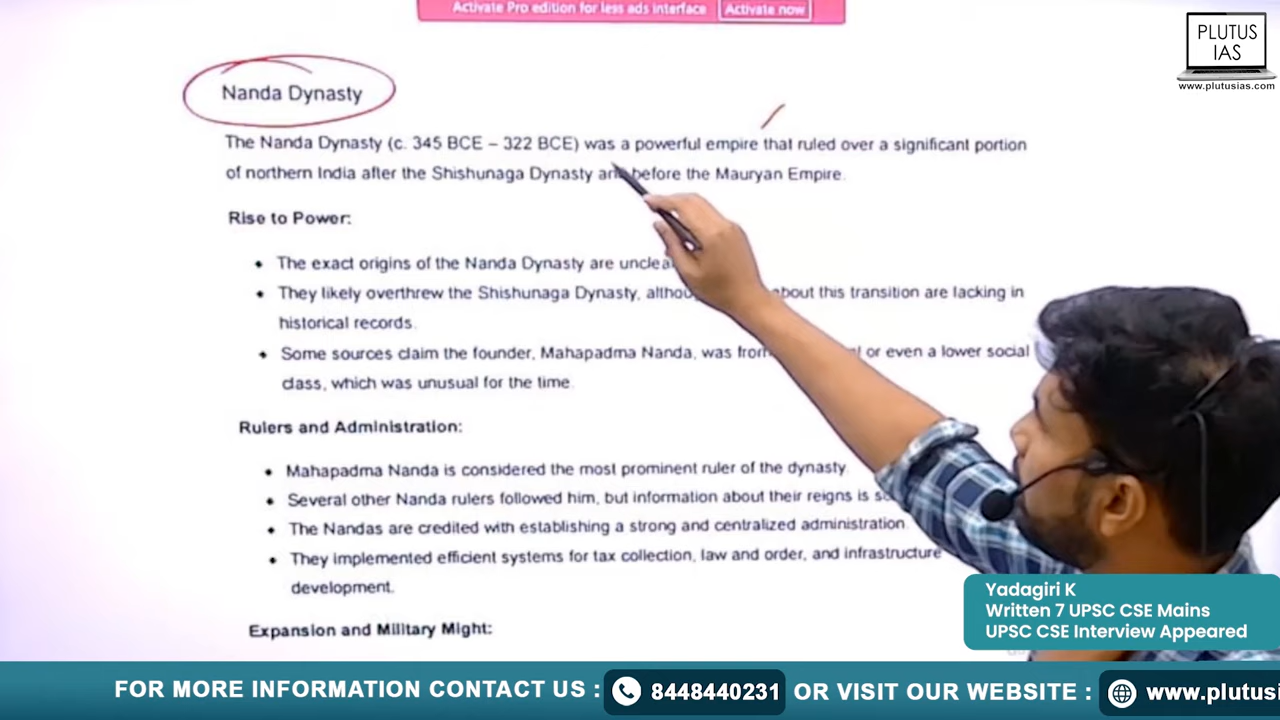 Activate Pro edition for less ads interface Activate now
PLUTUS
IAS
www.plutusias.com
Nanda Dynasty
The Nanda Dynasty (c. 345 BCE – 322 BCE) was a powerful empire that ruled over a significant portion
of northern India after the Shishunaga Dynasty and before the Mauryan Empire.
Rise to Power:
• The exact origins of the Nanda Dynasty are
• They likely overthrew the Shishunaga Dynasty, about this transition are lacking in
historical records.
• Some sources claim the founder, Mahapadma Nanda, was from or even a lower social
class, which was unusual for the time.
Rulers and Administration:
• Mahapadma Nanda is considered the most prominent ruler of the dynasty.
• Several other Nanda rulers followed him, but information about their reigns is
• The Nandas are credited with establishing a strong and centralized administration.
• They implemented efficient systems for tax collection, law and order, and infrastructure
development.
Expansion and Military Might:
Yadagiri K
Written 7 UPSC CSE Mains
UPSC CSE Interview Appeared
FOR MORE INFORMATION CONTACT US : 8448440231 OR VISIT OUR WEBSITE : www.plutusi